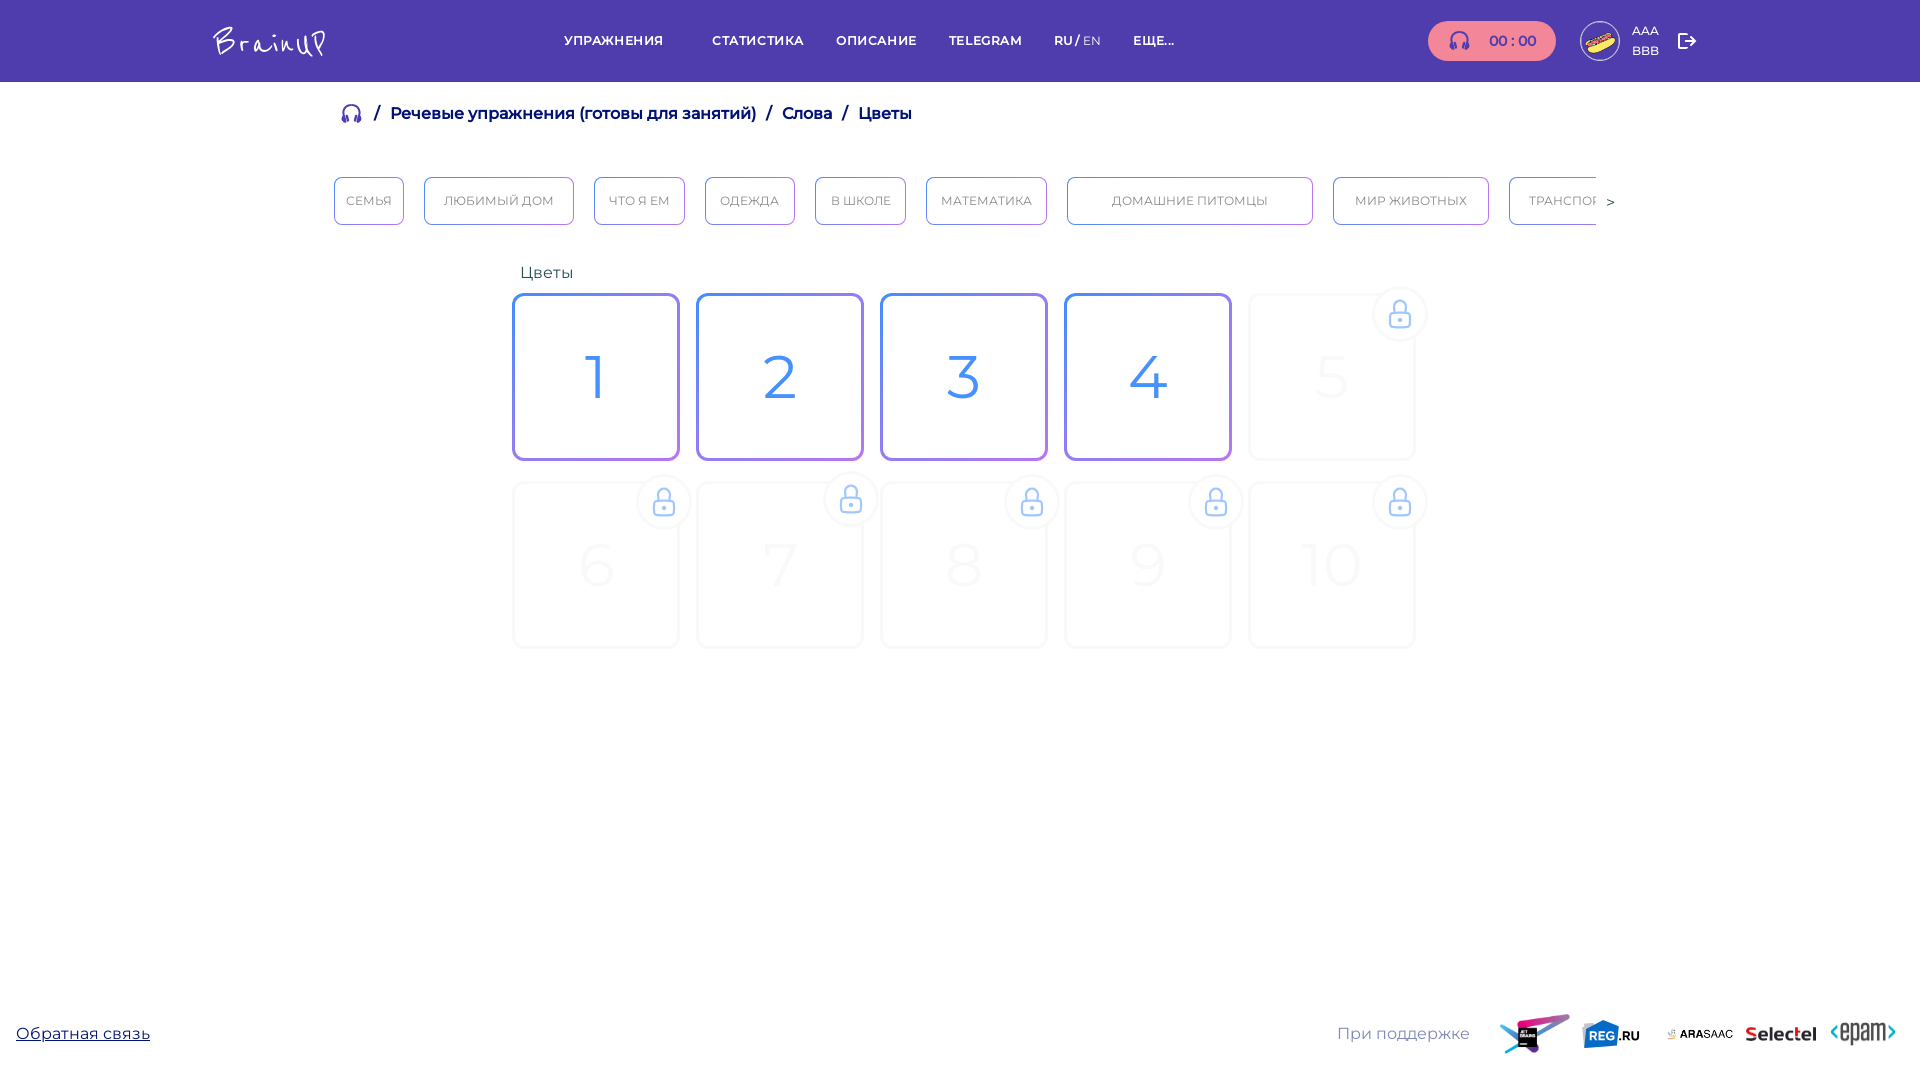 BrainUP
УПРАЖНЕНИЯ СТАТИСТИКА ОПИСАНИЕ TELEGRAM RU / EN ЕЩЕ... 00 : 00 AAA
BBB
/ Речевые упражнения (готовы для занятий) / Слова / Цветы
СЕМЬЯ ЛЮБИМЫЙ ДОМ ЧТО Я ЕМ ОДЕЖДА В ШКОЛЕ МАТЕМАТИКА ДОМАШНИЕ ПИТОМЦЫ МИР ЖИВОТНЫХ ТРАНСПОР >
Цветы
1 2 3 4 5
6 7 8 9 10
Обратная связь При поддержке JET BRAINS REG.RU ARASAAC Selectel <epam>